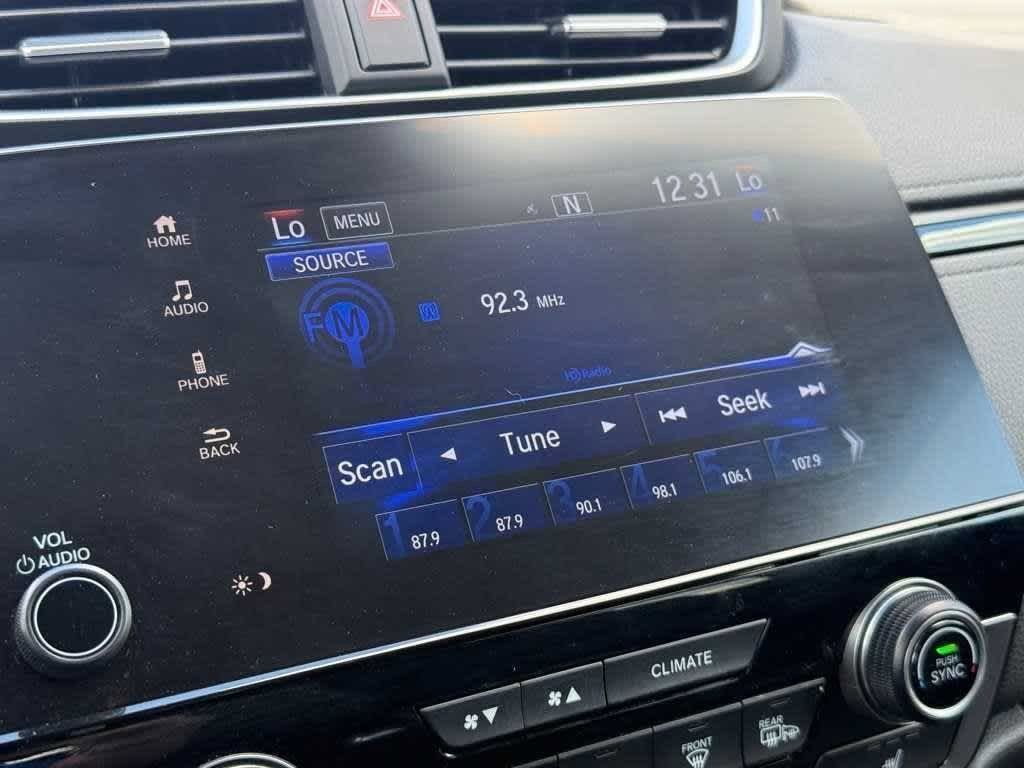 Lo
MENU
N
12:31
Lo
11
HOME
SOURCE
FM
92.3 MHz
AUDIO
HD Radio
PHONE
BACK
Scan
Tune
Seek
1 87.9
2 87.9
3 90.1
4 98.1
5 106.1
6 107.9
VOL
AUDIO
CLIMATE
PUSH
SYNC
FRONT
REAR